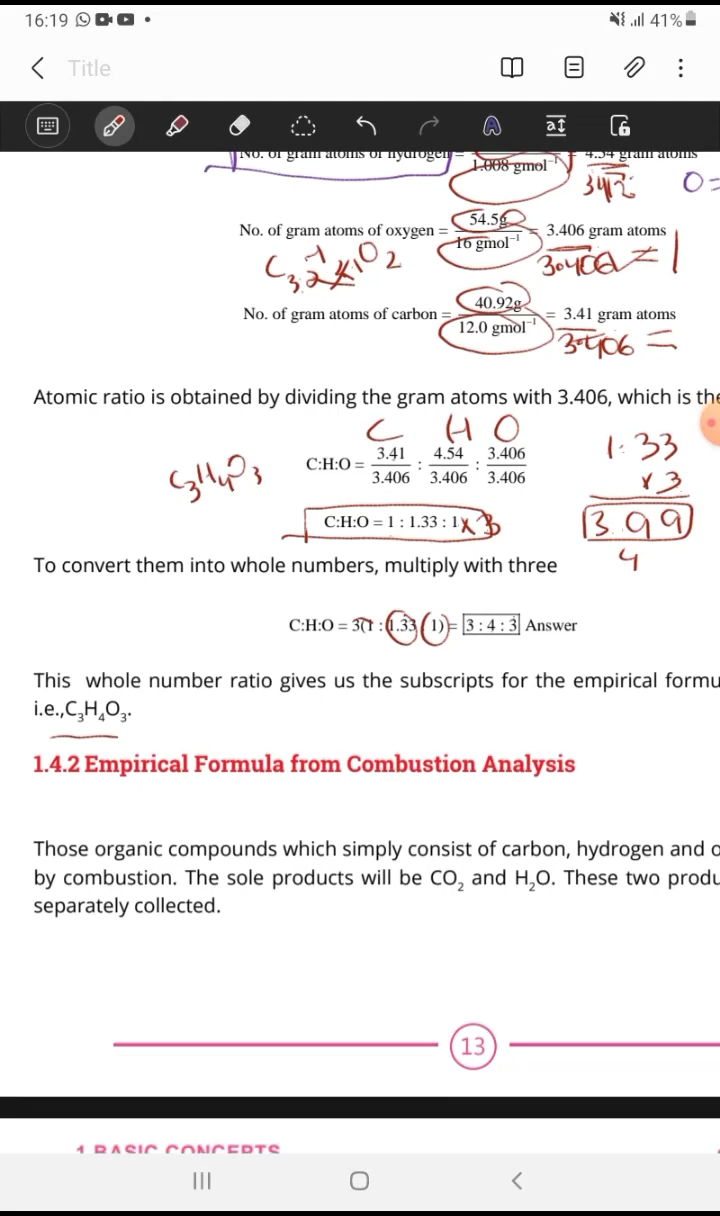 16:19
41%
Title
No. of gram atoms of hydrogen = 1.008 gmol⁻¹ = 4.54 gram atoms
No. of gram atoms of oxygen = 54.5g / 16 gmol⁻¹ = 3.406 gram atoms
= 1
No. of gram atoms of carbon = 40.92g / 12.0 gmol⁻¹ = 3.41 gram atoms
3.406 =
Atomic ratio is obtained by dividing the gram atoms with 3.406, which is the
C H O
C₃H₄O₃
C:H:O = 3.41/3.406 : 4.54/3.406 : 3.406/3.406
1.33
x 3
3.99
4
C:H:O = 1 : 1.33 : 1 x 3
To convert them into whole numbers, multiply with three
C:H:O = 3(1 : 1.33 : 1) = 3 : 4 : 3 Answer
This whole number ratio gives us the subscripts for the empirical formu
i.e.,C₃H₄O₃.
1.4.2 Empirical Formula from Combustion Analysis
Those organic compounds which simply consist of carbon, hydrogen and o
by combustion. The sole products will be CO₂ and H₂O. These two produ
separately collected.
13
1 BASIC CONCEPTS